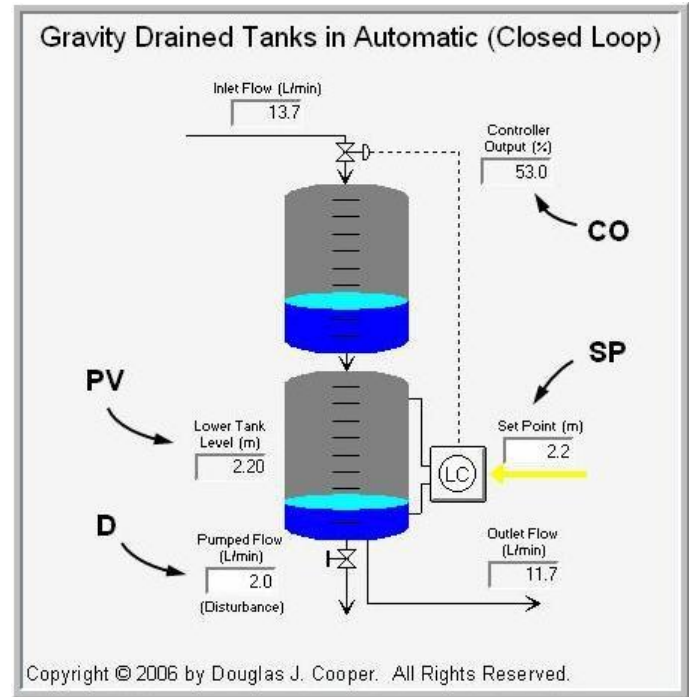 Gravity Drained Tanks in Automatic (Closed Loop)
Inlet Flow (L/min)
13.7
Controller
Output (%)
53.0
CO
SP
PV
Lower Tank
Level (m)
2.20
Set Point (m)
2.2
LC
D
Pumped Flow
(L/min)
2.0
(Disturbance)
Outlet Flow
(L/min)
11.7
Copyright © 2006 by Douglas J. Cooper. All Rights Reserved.